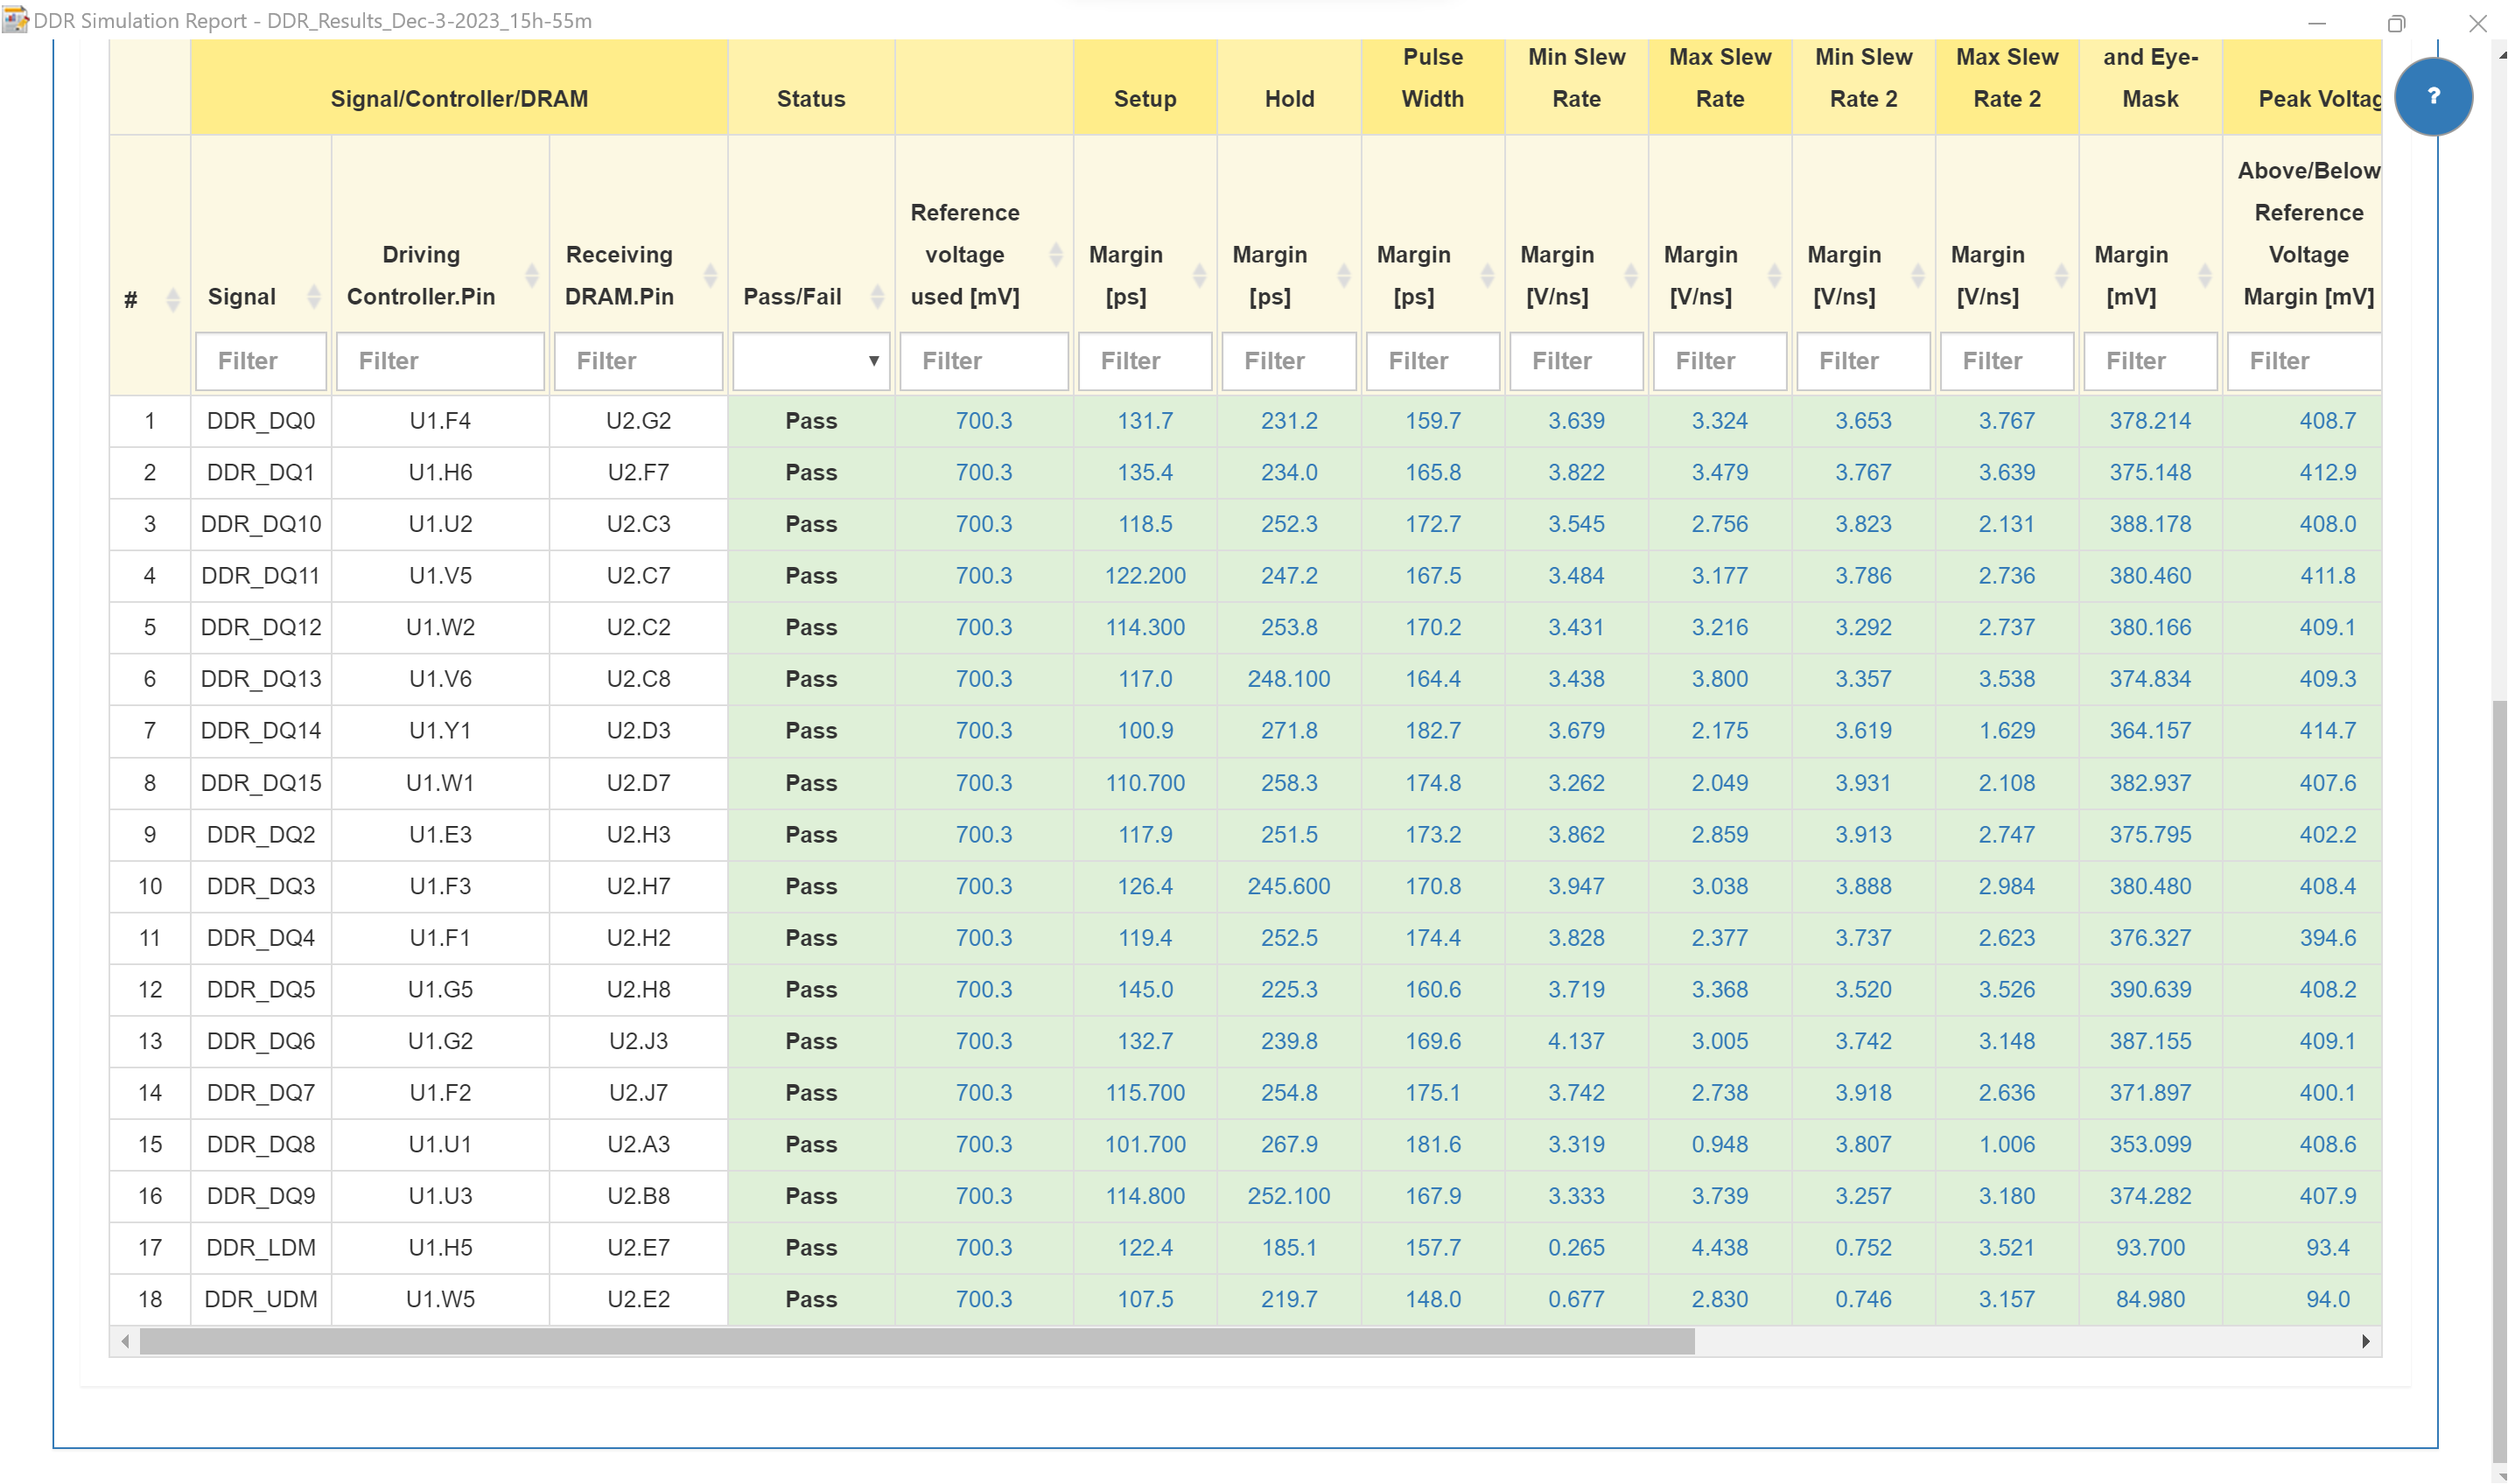 DDR Simulation Report - DDR_Results_Dec-3-2023_15h-55m
Signal/Controller/DRAM Status Setup Hold Pulse Width Min Slew Rate Max Slew Rate Min Slew Rate 2 Max Slew Rate 2 and Eye-Mask Peak Voltag
?
# Signal Driving Controller.Pin Receiving DRAM.Pin Pass/Fail Reference voltage used [mV] Margin [ps] Margin [ps] Margin [ps] Margin [V/ns] Margin [V/ns] Margin [V/ns] Margin [V/ns] Margin [mV] Above/Below Reference Voltage Margin [mV]
Filter Filter Filter Filter Filter Filter Filter Filter Filter Filter Filter Filter Filter
1 DDR_DQ0 U1.F4 U2.G2 Pass 700.3 131.7 231.2 159.7 3.639 3.324 3.653 3.767 378.214 408.7
2 DDR_DQ1 U1.H6 U2.F7 Pass 700.3 135.4 234.0 165.8 3.822 3.479 3.767 3.639 375.148 412.9
3 DDR_DQ10 U1.U2 U2.C3 Pass 700.3 118.5 252.3 172.7 3.545 2.756 3.823 2.131 388.178 408.0
4 DDR_DQ11 U1.V5 U2.C7 Pass 700.3 122.200 247.2 167.5 3.484 3.177 3.786 2.736 380.460 411.8
5 DDR_DQ12 U1.W2 U2.C2 Pass 700.3 114.300 253.8 170.2 3.431 3.216 3.292 2.737 380.166 409.1
6 DDR_DQ13 U1.V6 U2.C8 Pass 700.3 117.0 248.100 164.4 3.438 3.800 3.357 3.538 374.834 409.3
7 DDR_DQ14 U1.Y1 U2.D3 Pass 700.3 100.9 271.8 182.7 3.679 2.175 3.619 1.629 364.157 414.7
8 DDR_DQ15 U1.W1 U2.D7 Pass 700.3 110.700 258.3 174.8 3.262 2.049 3.931 2.108 382.937 407.6
9 DDR_DQ2 U1.E3 U2.H3 Pass 700.3 117.9 251.5 173.2 3.862 2.859 3.913 2.747 375.795 402.2
10 DDR_DQ3 U1.F3 U2.H7 Pass 700.3 126.4 245.600 170.8 3.947 3.038 3.888 2.984 380.480 408.4
11 DDR_DQ4 U1.F1 U2.H2 Pass 700.3 119.4 252.5 174.4 3.828 2.377 3.737 2.623 376.327 394.6
12 DDR_DQ5 U1.G5 U2.H8 Pass 700.3 145.0 225.3 160.6 3.719 3.368 3.520 3.526 390.639 408.2
13 DDR_DQ6 U1.G2 U2.J3 Pass 700.3 132.7 239.8 169.6 4.137 3.005 3.742 3.148 387.155 409.1
14 DDR_DQ7 U1.F2 U2.J7 Pass 700.3 115.700 254.8 175.1 3.742 2.738 3.918 2.636 371.897 400.1
15 DDR_DQ8 U1.U1 U2.A3 Pass 700.3 101.700 267.9 181.6 3.319 0.948 3.807 1.006 353.099 408.6
16 DDR_DQ9 U1.U3 U2.B8 Pass 700.3 114.800 252.100 167.9 3.333 3.739 3.257 3.180 374.282 407.9
17 DDR_LDM U1.H5 U2.E7 Pass 700.3 122.4 185.1 157.7 0.265 4.438 0.752 3.521 93.700 93.4
18 DDR_UDM U1.W5 U2.E2 Pass 700.3 107.5 219.7 148.0 0.677 2.830 0.746 3.157 84.980 94.0